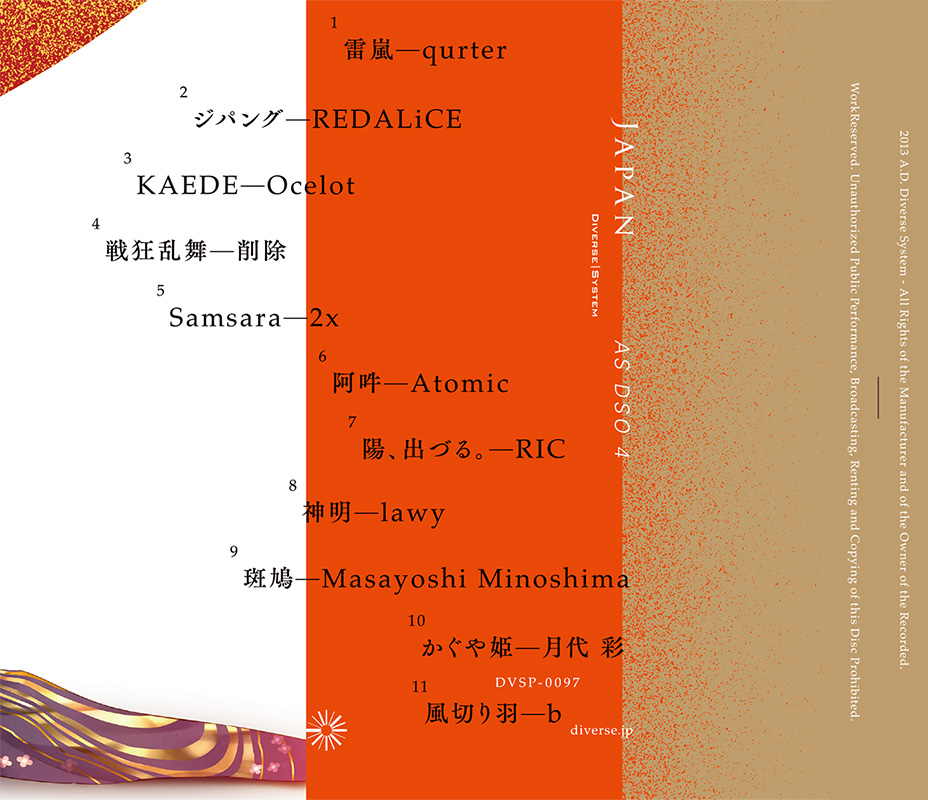 1
雷嵐—qurter
2
ジパング—REDALiCE
3
KAEDE—Ocelot
4
戦狂乱舞—削除
5
Samsara—2x
6
阿吽—Atomic
7
陽、出づる。—RIC
8
神明—lawy
9
斑鳩—Masayoshi Minoshima
10
かぐや姫—月代 彩
11
風切り羽—b
DVSP-0097
diverse.jp
JAPAN
DIVERSE|SYSTEM
AS DSO 4
2013 A.D. Diverse System - All Rights of the Manufacturer and of the Owner of the Recorded.
WorkReserved. Unauthorized Public Performance, Broadcasting, Renting and Copying of this Disc Prohibited.